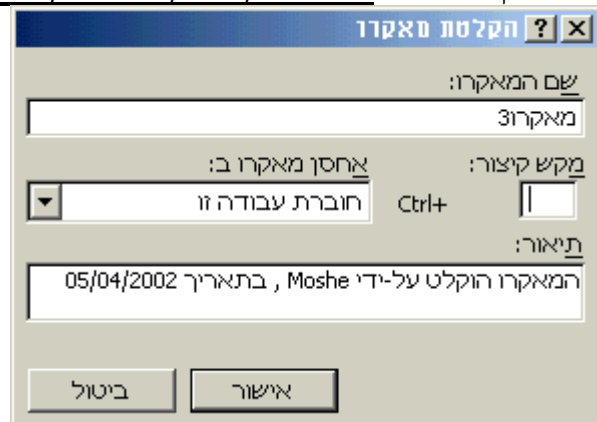 הקלטת מאקרו
שם המאקרו:
מאקרו3
מקש קיצור: אחסן מאקרו ב:
Ctrl+ חוברת עבודה זו
תיאור:
המאקרו הוקלט על-ידי Moshe , בתאריך 05/04/2002
אישור ביטול